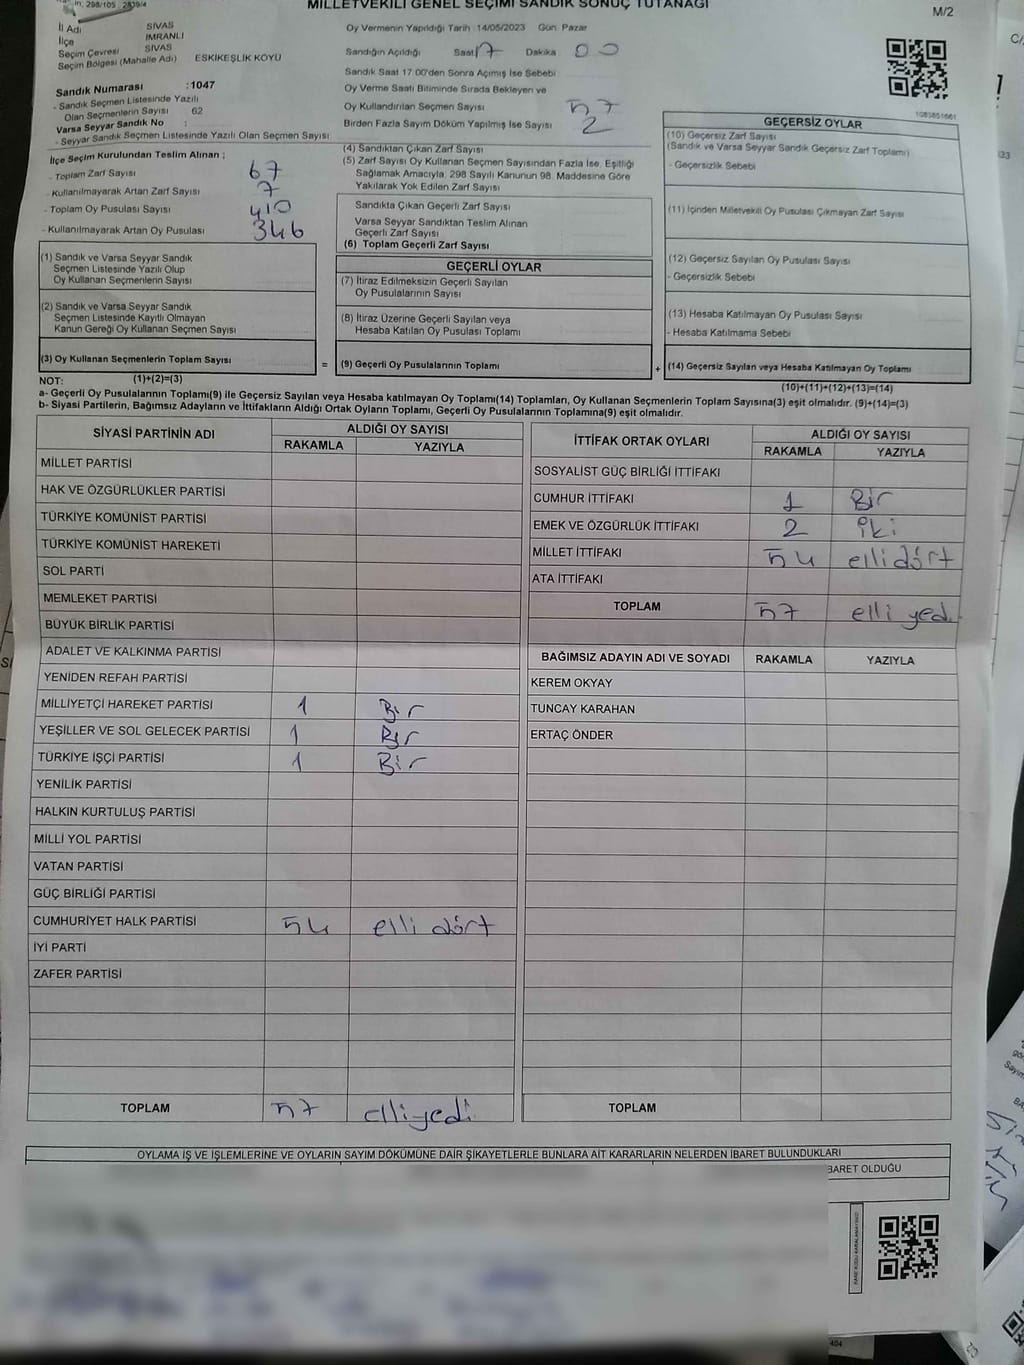 MİLLETVEKİLİ GENEL SEÇİMİ SANDIK SONUÇ TUTANAĞI
M/2
İl Adı SİVAS
İlçe İMRANLI
Seçim Çevresi SİVAS
Seçim Bölgesi (Mahalle Adı) ESKİKEŞLİK KÖYÜ
Sandık Numarası : 1047
- Sandık Seçmen Listesinde Yazılı
Olan Seçmenlerin Sayısı 62
Varsa Seyyar Sandık No :
- Seyyar Sandık Seçmen Listesinde Yazılı Olan Seçmen Sayısı
Oy Vermenin Yapıldığı Tarih : 14/05/2023 Gün: Pazar
Sandığın Açıldığı Saat 17 Dakika 00
Sandık Saat 17:00'den Sonra Açımış İse Sebebi
Oy Verme Saati Bitiminde Sırada Bekleyen ve
Oy Kullandırılan Seçmen Sayısı 57
Birden Fazla Sayım Döküm Yapılmış İse Sayısı 2
İlçe Seçim Kurulundan Teslim Alınan ;
- Toplam Zarf Sayısı 67
- Kullanılmayarak Artan Zarf Sayısı 7
- Toplam Oy Pusulası Sayısı 410
- Kullanılmayarak Artan Oy Pusulası 346
(1) Sandık ve Varsa Seyyar Sandık
Seçmen Listesinde Yazılı Olup
Oy Kullanan Seçmenlerin Sayısı
(2) Sandık ve Varsa Seyyar Sandık
Seçmen Listesinde Kayıtlı Olmayan
Kanun Gereği Oy Kullanan Seçmen Sayısı
(3) Oy Kullanan Seçmenlerin Toplam Sayısı
(1)+(2)=(3)
(4) Sandıktan Çıkan Zarf Sayısı
(5) Zarf Sayısı Oy Kullanan Seçmen Sayısından Fazla İse, Eşitliği
Sağlamak Amacıyla, 298 Sayılı Kanunun 98. Maddesine Göre
Yakılarak Yok Edilen Zarf Sayısı
Sandıkta Çıkan Geçerli Zarf Sayısı
Varsa Seyyar Sandıktan Teslim Alınan
Geçerli Zarf Sayısı
(6) Toplam Geçerli Zarf Sayısı
GEÇERLİ OYLAR
(7) İtiraz Edilmeksizin Geçerli Sayılan
Oy Pusulalarının Sayısı
(8) İtiraz Üzerine Geçerli Sayılan veya
Hesaba Katılan Oy Pusulası Toplamı
= (9) Geçerli Oy Pusulalarının Toplamı
1083851661
GEÇERSİZ OYLAR
(10) Geçersiz Zarf Sayısı
(Sandık ve Varsa Seyyar Sandık Geçersiz Zarf Toplamı)
- Geçersizlik Sebebi
(11) İçinden Milletvekili Oy Pusulası Çıkmayan Zarf Sayısı
(12) Geçersiz Sayılan Oy Pusulası Sayısı
- Geçersizlik Sebebi
(13) Hesaba Katılmayan Oy Pusulası Sayısı
- Hesaba Katılmama Sebebi
+ (14) Geçersiz Sayılan veya Hesaba Katılmayan Oy Toplamı
(10)+(11)+(12)+(13)=(14)
NOT:
a- Geçerli Oy Pusulalarının Toplamı(9) ile Geçersiz Sayılan veya Hesaba katılmayan Oy Toplamı(14) Toplamları, Oy Kullanan Seçmenlerin Toplam Sayısına(3) eşit olmalıdır. (9)+(14)=(3)
b- Siyasi Partilerin, Bağımsız Adayların ve İttifakların Aldığı Ortak Oyların Toplamı, Geçerli Oy Pusulalarının Toplamına(9) eşit olmalıdır.
SİYASİ PARTİNİN ADI ALDIĞI OY SAYISI
RAKAMLA YAZIYLA
MİLLET PARTİSİ
HAK VE ÖZGÜRLÜKLER PARTİSİ
TÜRKİYE KOMÜNİST PARTİSİ
TÜRKİYE KOMÜNİST HAREKETİ
SOL PARTİ
MEMLEKET PARTİSİ
BÜYÜK BİRLİK PARTİSİ
ADALET VE KALKINMA PARTİSİ
YENİDEN REFAH PARTİSİ
MİLLİYETÇİ HAREKET PARTİSİ 1 Bir
YEŞİLLER VE SOL GELECEK PARTİSİ 1 Bir
TÜRKİYE İŞÇİ PARTİSİ 1 Bir
YENİLİK PARTİSİ
HALKIN KURTULUŞ PARTİSİ
MİLLİ YOL PARTİSİ
VATAN PARTİSİ
GÜÇ BİRLİĞİ PARTİSİ
CUMHURİYET HALK PARTİSİ 54 elli dört
İYİ PARTİ
ZAFER PARTİSİ
TOPLAM 57 elliyedi
İTTİFAK ORTAK OYLARI ALDIĞI OY SAYISI
RAKAMLA YAZIYLA
SOSYALİST GÜÇ BİRLİĞİ İTTİFAKI
CUMHUR İTTİFAKI 1 Bir
EMEK VE ÖZGÜRLÜK İTTİFAKI 2 iki
MİLLET İTTİFAKI 54 elli dört
ATA İTTİFAKI
TOPLAM 57 elli yedi
BAĞIMSIZ ADAYIN ADI VE SOYADI RAKAMLA YAZIYLA
KEREM OKYAY
TUNCAY KARAHAN
ERTAÇ ÖNDER
TOPLAM
OYLAMA İŞ VE İŞLEMLERİNE VE OYLARIN SAYIM DÖKÜMÜNE DAİR ŞİKAYETLERLE BUNLARA AİT KARARLARIN NELERDEN İBARET BULUNDUKLARI
BARET OLDUĞU